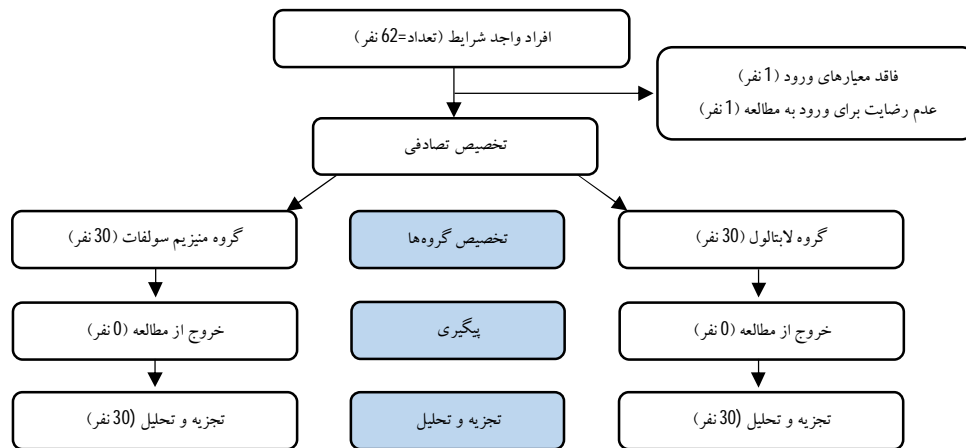 افراد واجد شرایط (تعداد=62 نفر)
فاقد معیارهای ورود (1 نفر)
عدم رضایت برای ورود به مطالعه (1 نفر)
تخصیص تصادفی
گروه لابتالول (30 نفر)
تخصیص گروه‌ها
گروه منیزیم سولفات (30 نفر)
خروج از مطالعه (0 نفر)
پیگیری
خروج از مطالعه (0 نفر)
تجزیه و تحلیل (30 نفر)
تجزیه و تحلیل
تجزیه و تحلیل (30 نفر)